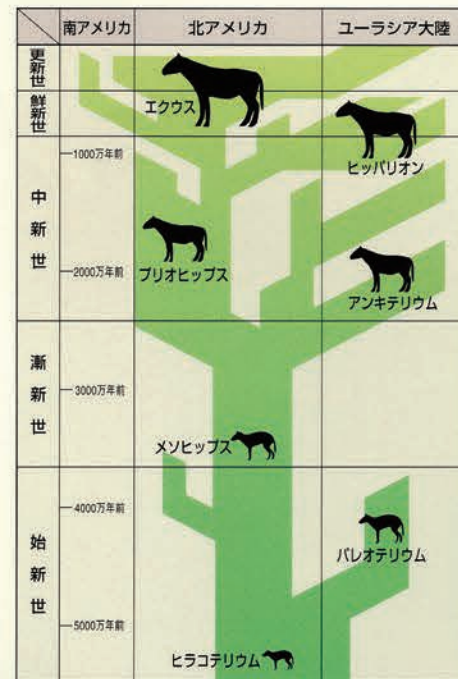 南アメリカ
北アメリカ
ユーラシア大陸
更新世
エクウス
鮮新世
ヒッパリオン
1000万年前
中新世
プリオヒップス
2000万年前
アンキテリウム
漸新世
3000万年前
メソヒップス
4000万年前
パレオテリウム
始新世
5000万年前
ヒラコテリウム